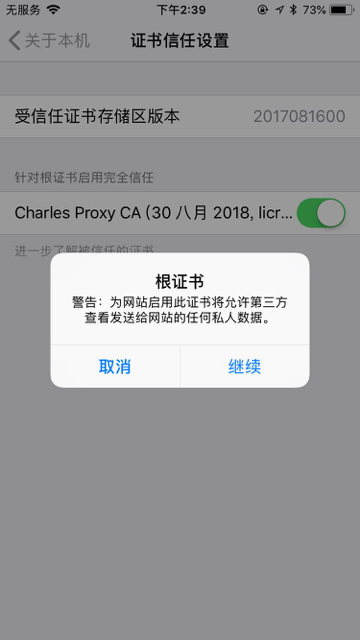 无服务 下午2:39 73%
关于本机 证书信任设置
受信任证书存储区版本 2017081600
针对根证书启用完全信任
Charles Proxy CA (30 八月 2018, licr...
进一步了解被信任的证书
根证书
警告：为网站启用此证书将允许第三方
查看发送给网站的任何私人数据。
取消 继续